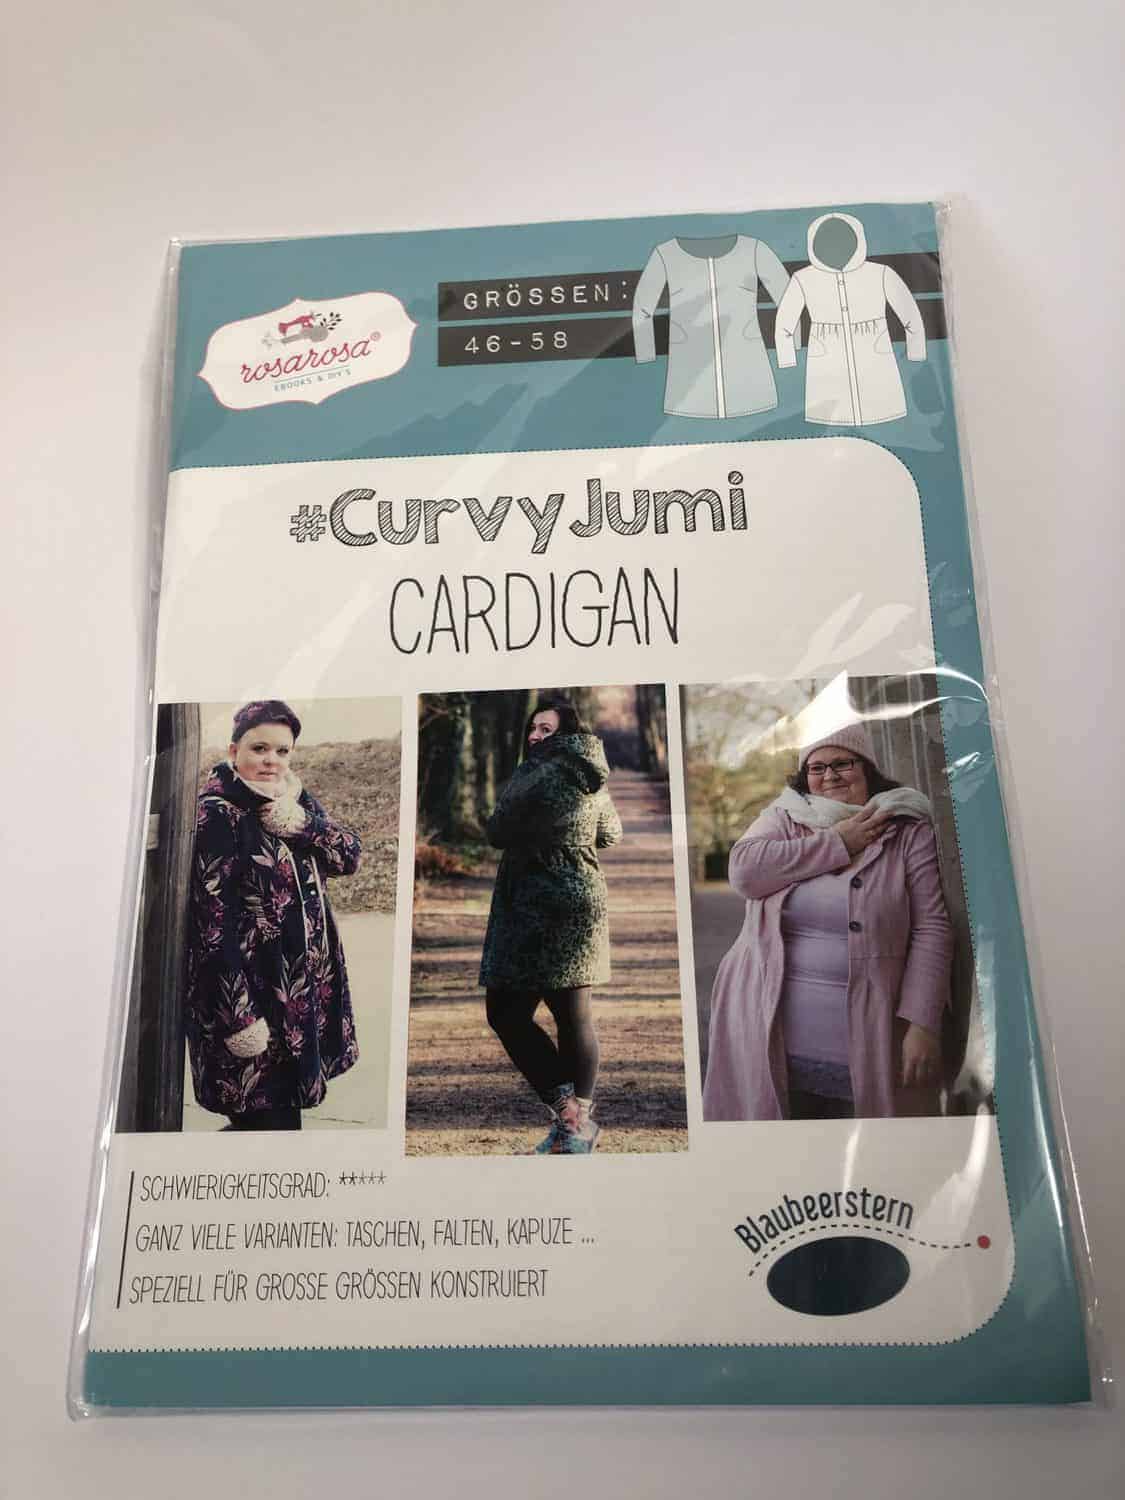 rosarosa®
EBOOKS & DIY'S
GRÖSSEN:
46-58
#CurvyJumi
CARDIGAN
SCHWIERIGKEITSGRAD: *****
GANZ VIELE VARIANTEN: TASCHEN, FALTEN, KAPUZE ...
SPEZIELL FÜR GROSSE GRÖSSEN KONSTRUIERT
Blaubeerstern